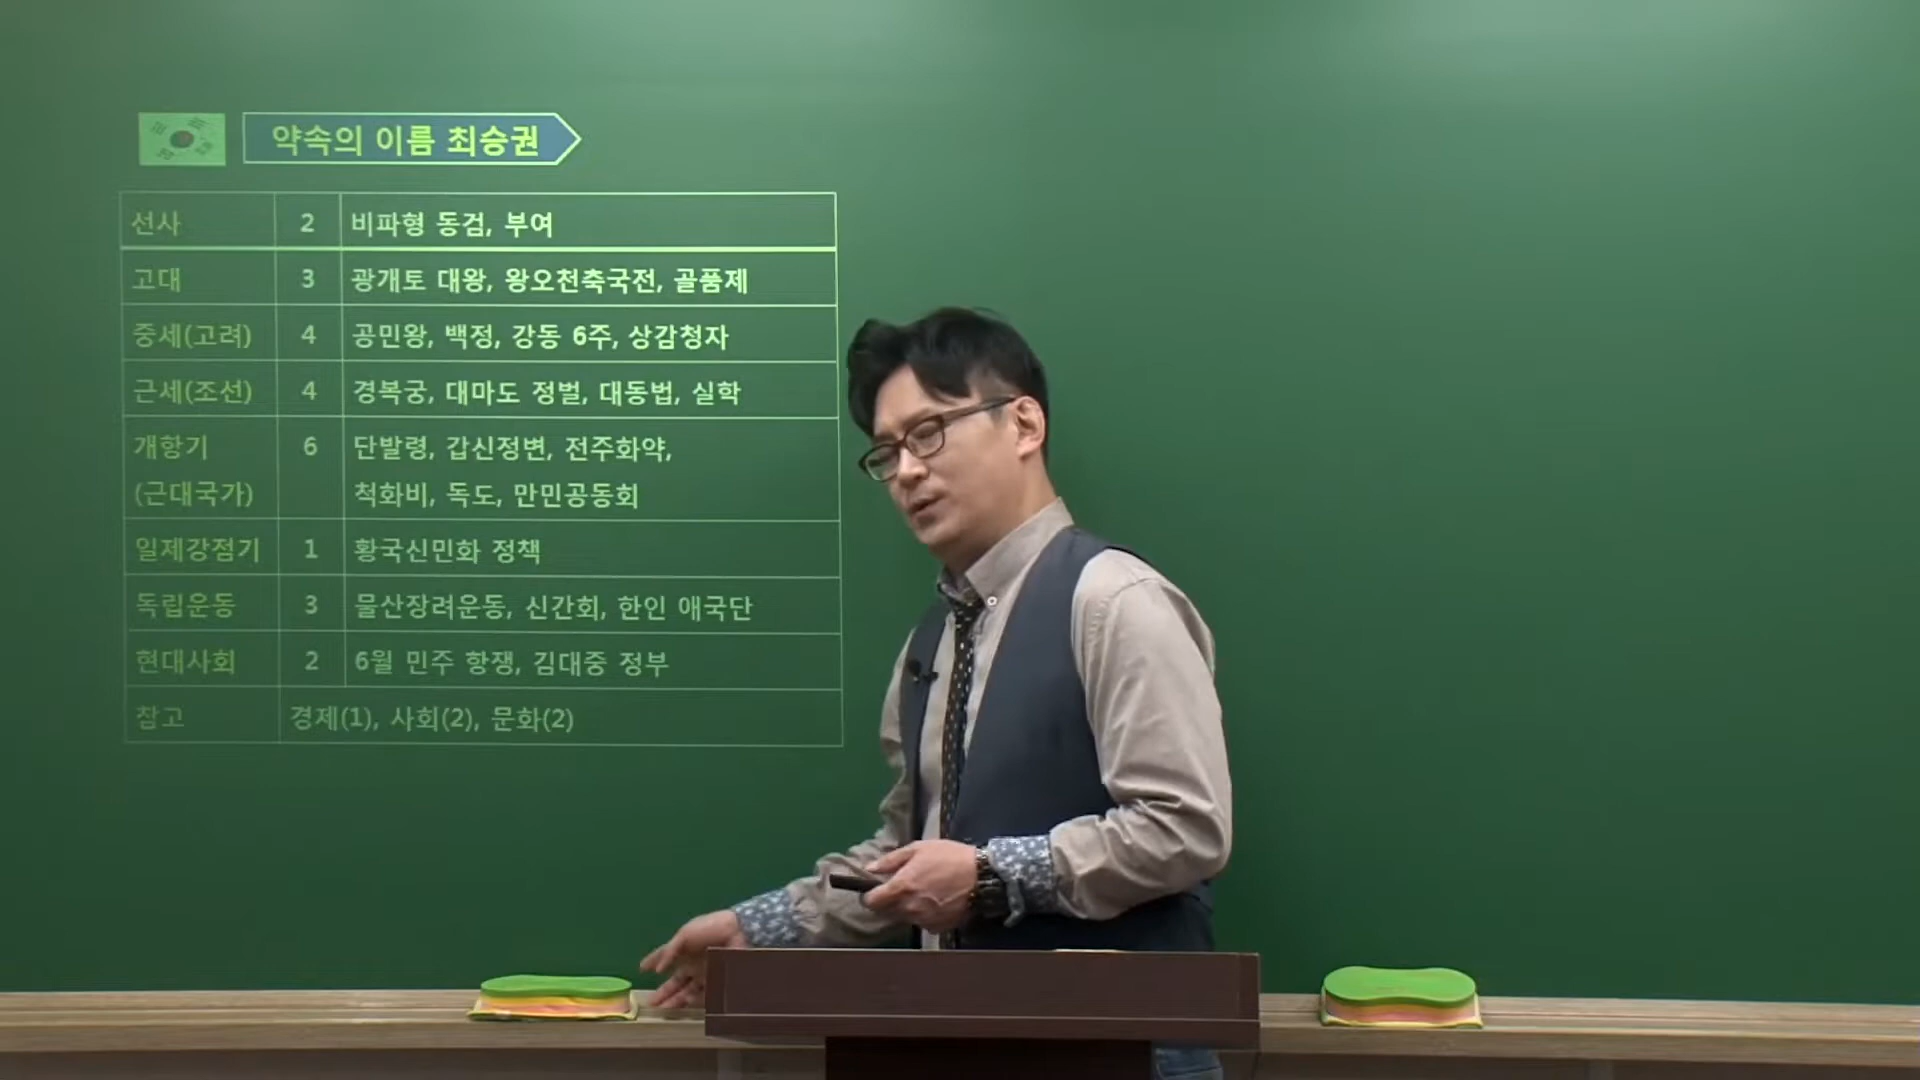 약속의 이름 최승권
선사 2 비파형 동검, 부여
고대 3 광개토 대왕, 왕오천축국전, 골품제
중세(고려) 4 공민왕, 백정, 강동 6주, 상감청자
근세(조선) 4 경복궁, 대마도 정벌, 대동법, 실학
개항기 6 단발령, 갑신정변, 전주화약,
(근대국가) 척화비, 독도, 만민공동회
일제강점기 1 황국신민화 정책
독립운동 3 물산장려운동, 신간회, 한인 애국단
현대사회 2 6월 민주 항쟁, 김대중 정부
참고 경제(1), 사회(2), 문화(2)